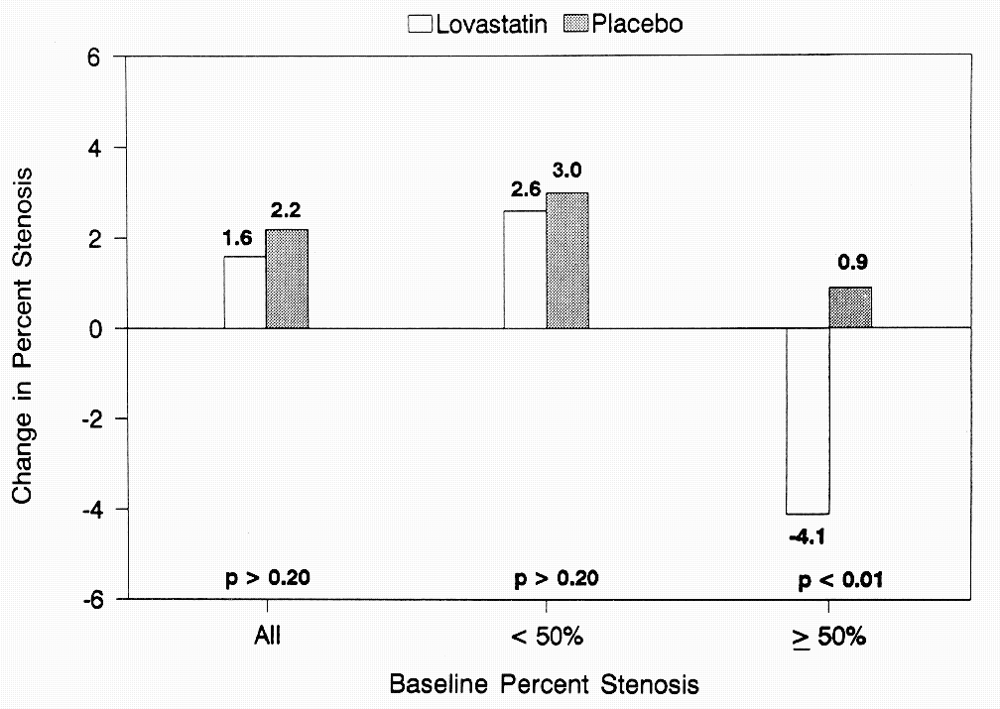 Lovastatin Placebo
6
4
2
0
-2
-4
-6
Change in Percent Stenosis
1.6
2.2
2.6
3.0
0.9
-4.1
p > 0.20
p > 0.20
p < 0.01
All
< 50%
≥ 50%
Baseline Percent Stenosis